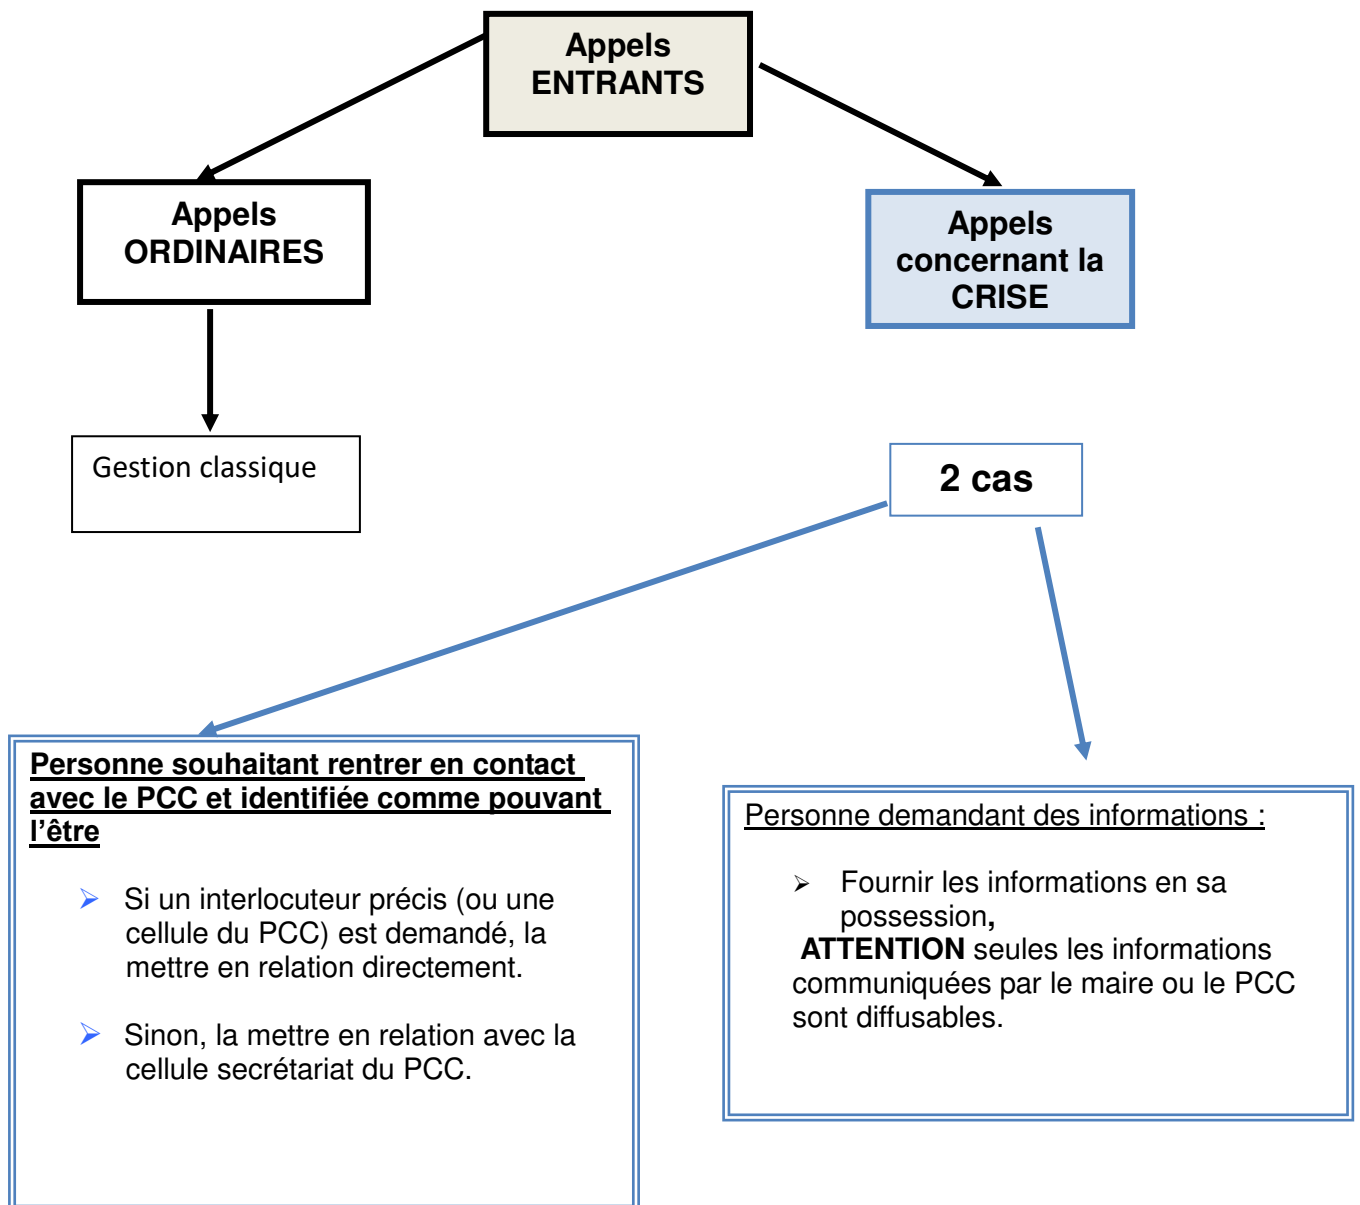 Appels
ENTRANTS
Appels
ORDINAIRES
Appels
concernant la
CRISE
Gestion classique
2 cas
Personne souhaitant rentrer en contact
avec le PCC et identifiée comme pouvant
l’être
➢ Si un interlocuteur précis (ou une
cellule du PCC) est demandé, la
mettre en relation directement.
➢ Sinon, la mettre en relation avec la
cellule secrétariat du PCC.
Personne demandant des informations :
➢ Fournir les informations en sa
possession,
ATTENTION seules les informations
communiquées par le maire ou le PCC
sont diffusables.